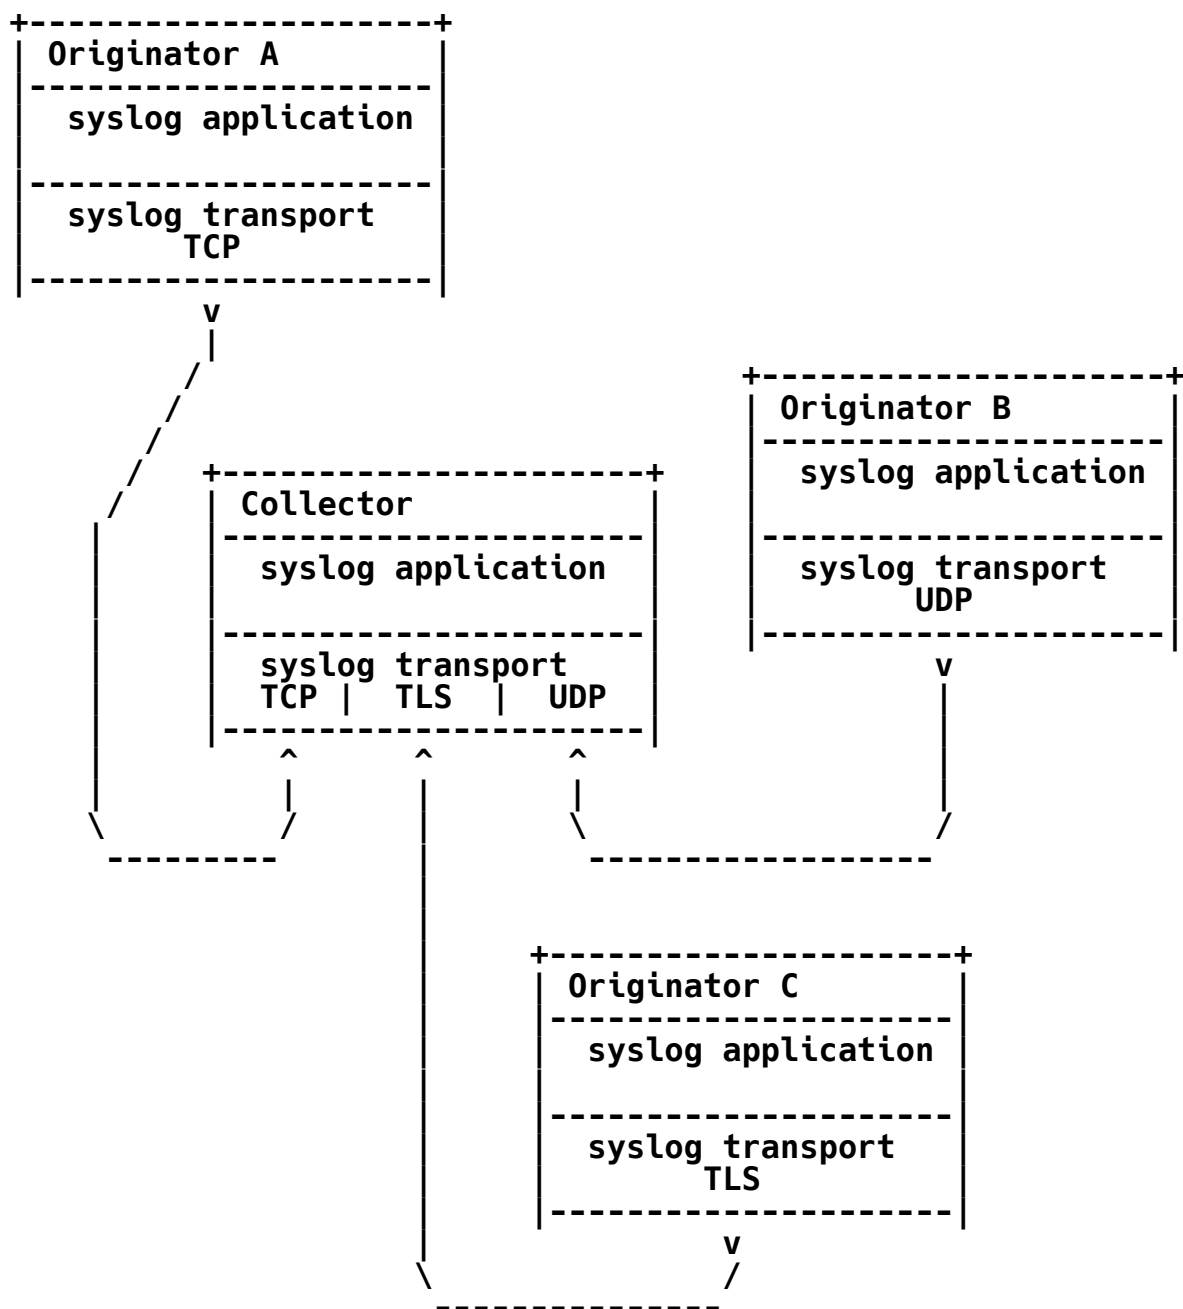 Originator A
syslog application
syslog transport
TCP
Originator B
syslog application
syslog transport
UDP
Collector
syslog application
syslog transport
TCP | TLS | UDP
Originator C
syslog application
syslog transport
TLS